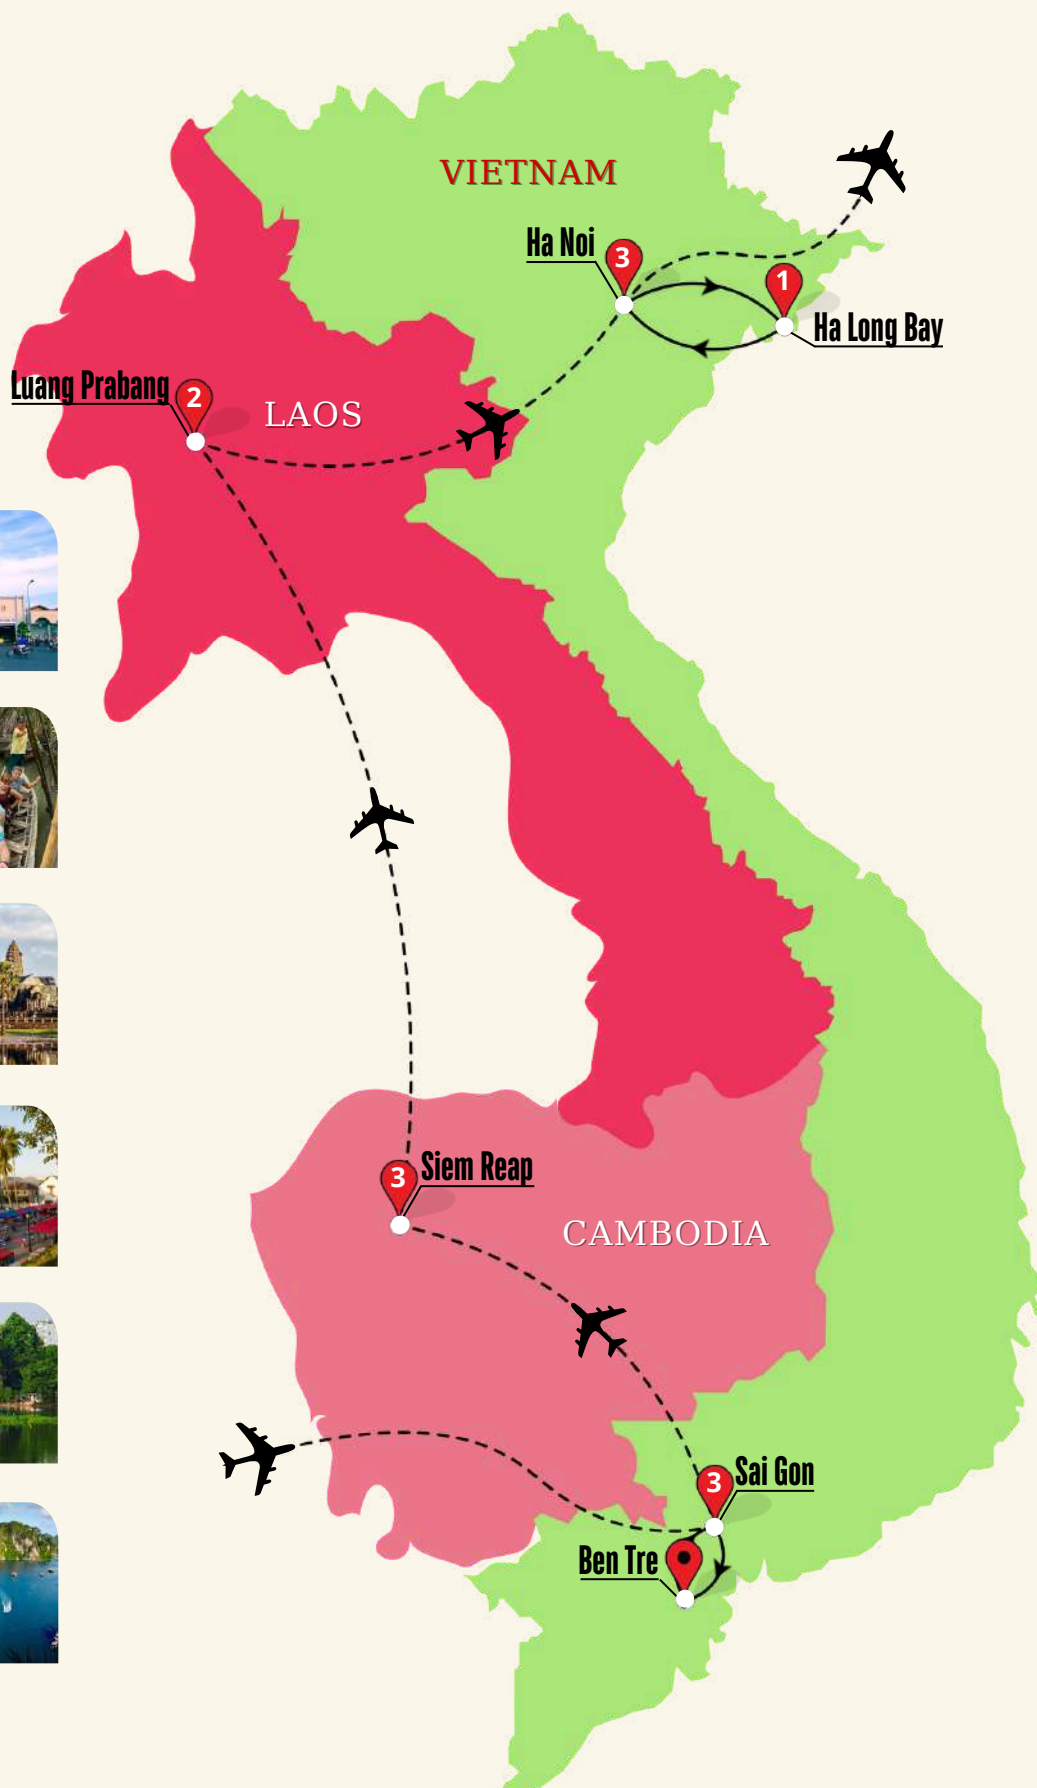 VIETNAM
Ha Noi
3
1
Ha Long Bay
Luang Prabang
2
LAOS
3
Siem Reap
CAMBODIA
3
Sai Gon
Ben Tre